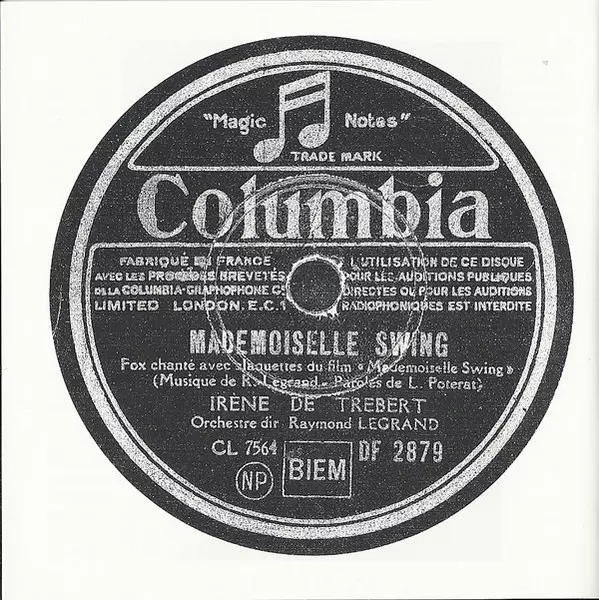 "Magic Notes"
TRADE MARK
Columbia
FABRIQUÉ EN FRANCE
AVEC LES PROCÉDÉS BREVETÉS
DE LA COLUMBIA-GRAPHOPHONE Cº
LIMITED LONDON. E.C.1
L'UTILISATION DE CE DISQUE
POUR LES AUDITIONS PUBLIQUES
DIRECTES OU POUR LES AUDITIONS
RADIOPHONIQUES EST INTERDITE
MADEMOISELLE SWING
Fox chanté avec claquettes du film « Mademoiselle Swing »
(Musique de R. Legrand - Paroles de L. Poterat)
IRÈNE DE TREBERT
Orchestre dir Raymond LEGRAND
CL 7564 DF 2879
NP BIEM